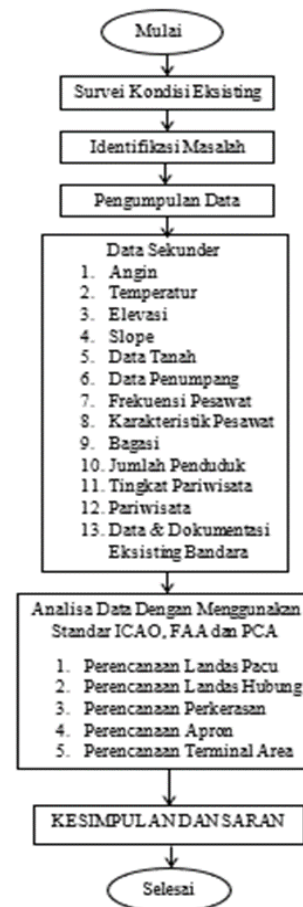 Mulai
Survei Kondisi Eksisting
Identifikasi Masalah
Pengumpulan Data
Data Sekunder
1. Angin
2. Temperatur
3. Elevasi
4. Slope
5. Data Tanah
6. Data Penumpang
7. Frekuensi Pesawat
8. Karakteristik Pesawat
9. Bagasi
10. Jumlah Penduduk
11. Tingkat Pariwisata
12. Pariwisata
13. Data & Dokumentasi
Eksisting Bandara
Analisa Data Dengan Menggunakan
Standar ICAO, FAA dan PCA
1. Perencanaan Landas Pacu
2. Perencanaan Landas Hubung
3. Perencanaan Perkerasan
4. Perencanaan Apron
5. Perencanaan Terminal Area
KESIMPULAN DAN SARAN
Selesai